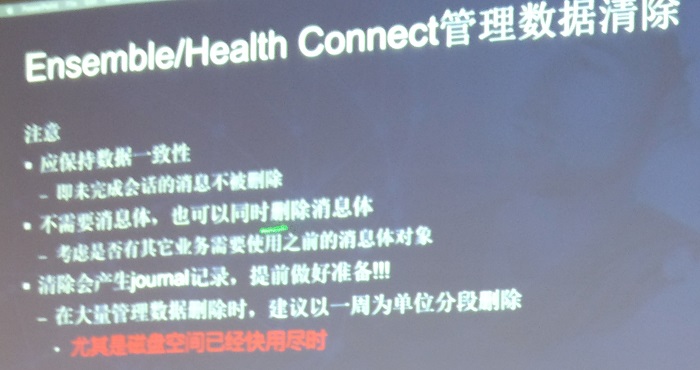 Ensemble/Health Connect管理数据清除
注意
• 应保持数据一致性
– 即未完成会话的消息不被删除
• 不需要消息体，也可以同时删除消息体
– 考虑是否有其它业务需要使用之前的消息体对象
• 清除会产生journal记录，提前做好准备!!!
– 在大量管理数据删除时，建议以一周为单位分段删除
• 尤其是磁盘空间已经快用尽时